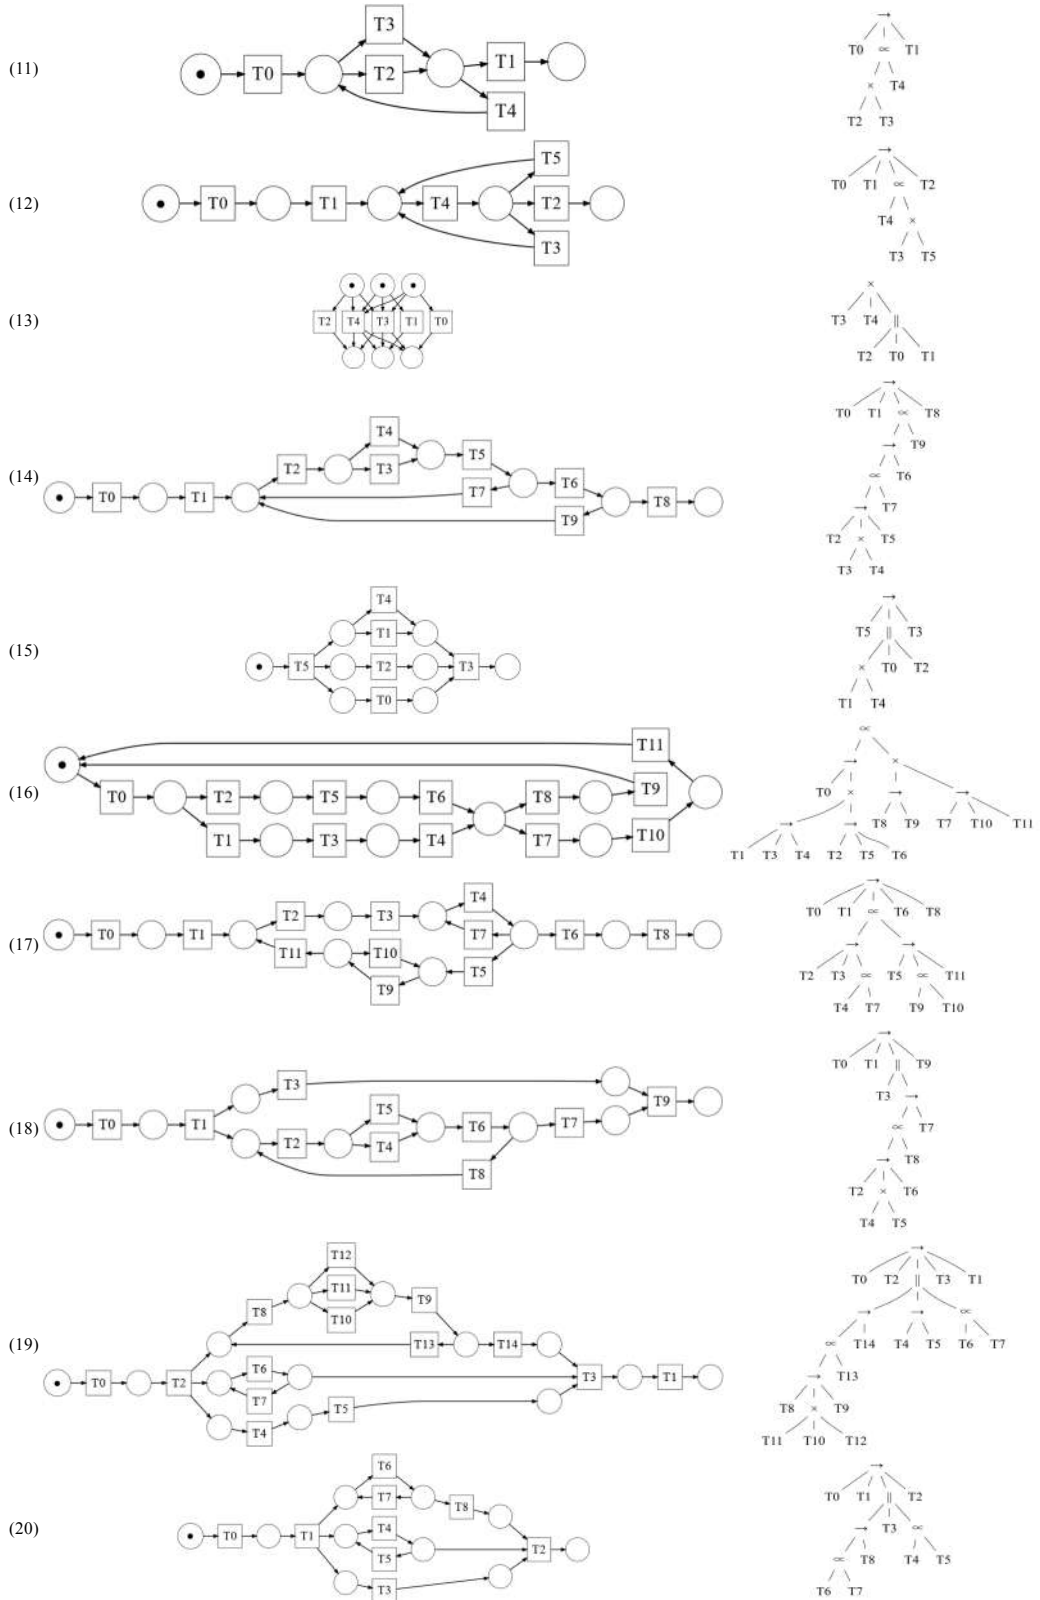 (11)
T3
T0 T2 T1
T4
→
T0 ∝ T1
× T4
T2 T3
(12)
T5
T0 T1 T4 T2
T3
→
T0 T1 ∝ T2
T4 ×
T3 T5
(13)
T2 T4 T3 T1 T0
×
T3 T4 ||
T2 T0 T1
(14)
T4
T2 T3 T5
T0 T1 T7 T6 T8
T9
→
T0 T1 ∝ T8
→ T9
∝ T6
→ T7
T2 × T5
T3 T4
(15)
T4
T1
T5 T2 T3
T0
→
T5 || T3
× T0 T2
T1 T4
(16)
T11
T0 T2 T5 T6 T8 T9
T1 T3 T4 T7 T10
∝
→ ×
T0 × → →
→ → T8 T9 T7 T10 T11
T1 T3 T4 T2 T5 T6
(17)
T4
T2 T3
T0 T1 T7 T6 T8
T11 T10 T5
T9
→
T0 T1 ∝ T6 T8
→ →
T2 T3 ∝ T5 ∝ T11
T4 T7 T9 T10
(18)
T3
T5 T9
T0 T1 T2 T4 T6 T7
T8
→
T0 T1 || T9
T3 →
∝ T7
→ T8
T2 × T6
T4 T5
(19)
T12
T11
T8 T10 T9
T13 T14
T6
T0 T2 T3 T1
T7
T4 T5
→
T0 T2 || T3 T1
→ → ∝
∝ T14 T4 T5 T6 T7
→ T13
T8 × T9
T11 T10 T12
(20)
T6
T7 T8
T4
T0 T1 T2
T5
T3
→
T0 T1 || T2
→ T3 ∝
∝ T8 T4 T5
T6 T7